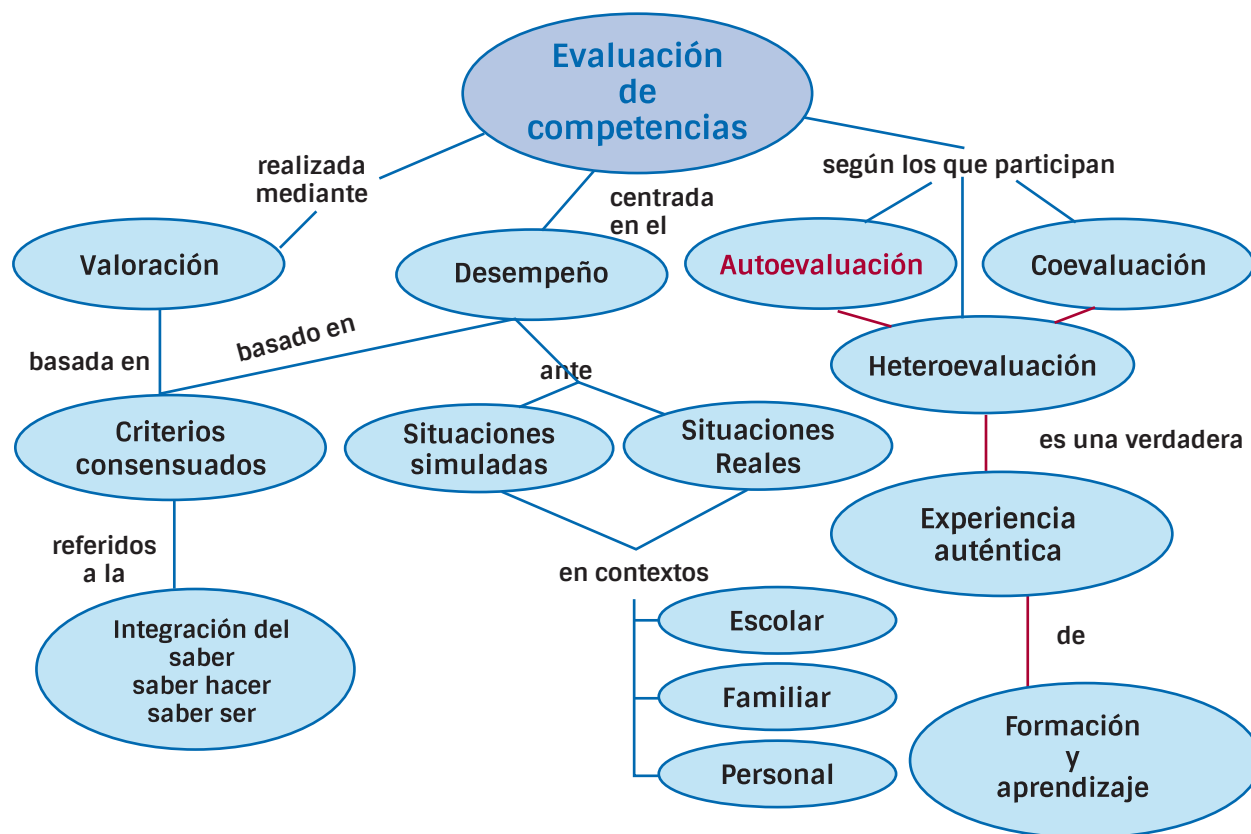 Evaluación
de
competencias
realizada
mediante
centrada
en el
según los que participan
Valoración
Desempeño
Autoevaluación
Coevaluación
basada en
basado en
ante
Heteroevaluación
Criterios
consensuados
Situaciones
simuladas
Situaciones
Reales
es una verdadera
referidos
a la
en contextos
Experiencia
auténtica
Integración del
saber
saber hacer
saber ser
Escolar
Familiar
Personal
de
Formación
y
aprendizaje